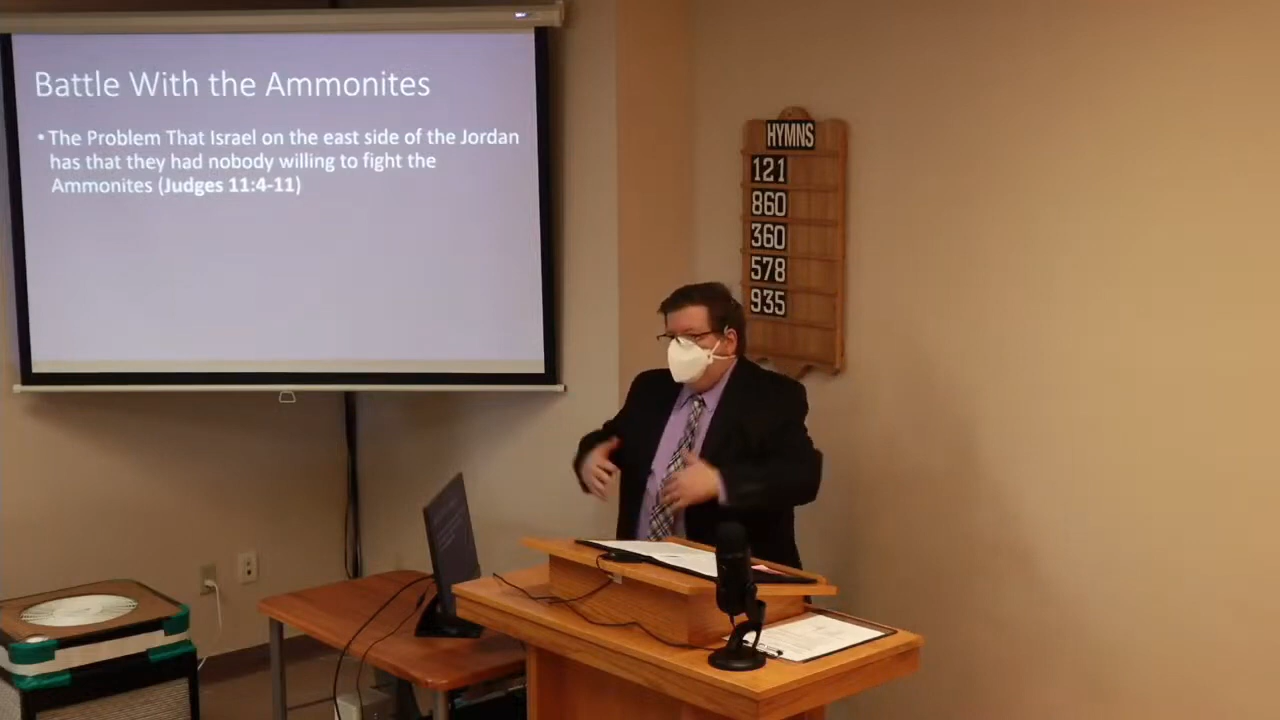 Battle With the Ammonites
• The Problem That Israel on the east side of the Jordan
has that they had nobody willing to fight the
Ammonites (Judges 11:4-11)
HYMNS
121
860
360
578
935